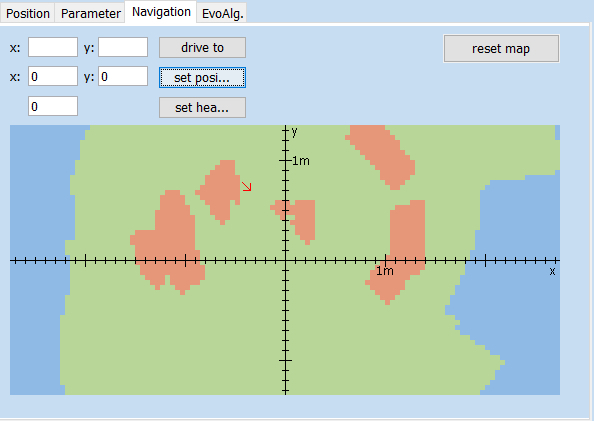 Position Parameter Navigation EvoAlg.
x: y: drive to reset map
x: 0 y: 0 set posi...
0 set hea...
y
1m
1m x